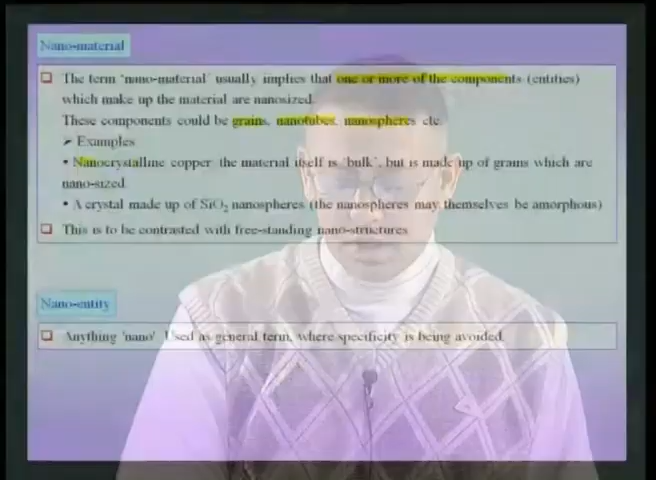 Nano-material
❑ The term 'nano-material' usually implies that one or more of the components (entities)
which make up the material are nanosized.
These components could be grains, nanotubes, nanospheres etc.
➢ Examples
• Nanocrystalline copper: the material itself is 'bulk', but is made up of grains which are
nano-sized.
• A crystal made up of SiO₂ nanospheres (the nanospheres may themselves be amorphous)
❑ This is to be contrasted with free-standing nano-structures
Nano-entity
❑ Anything 'nano'. Used as general term, where specificity is being avoided.